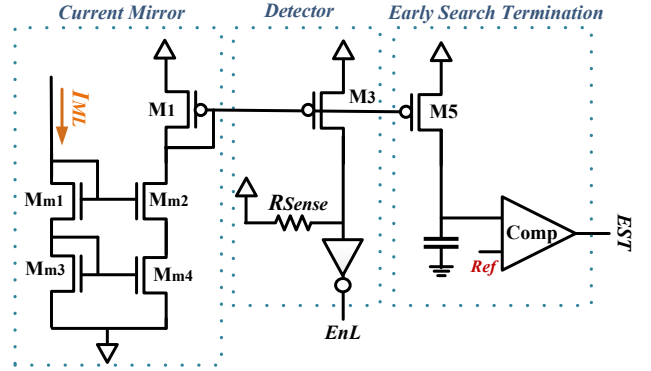 Current Mirror
Detector
Early Search Termination
IML
M1
M3
M5
Mm1
Mm2
RSense
Mm3
Mm4
Comp
EST
Ref
EnL